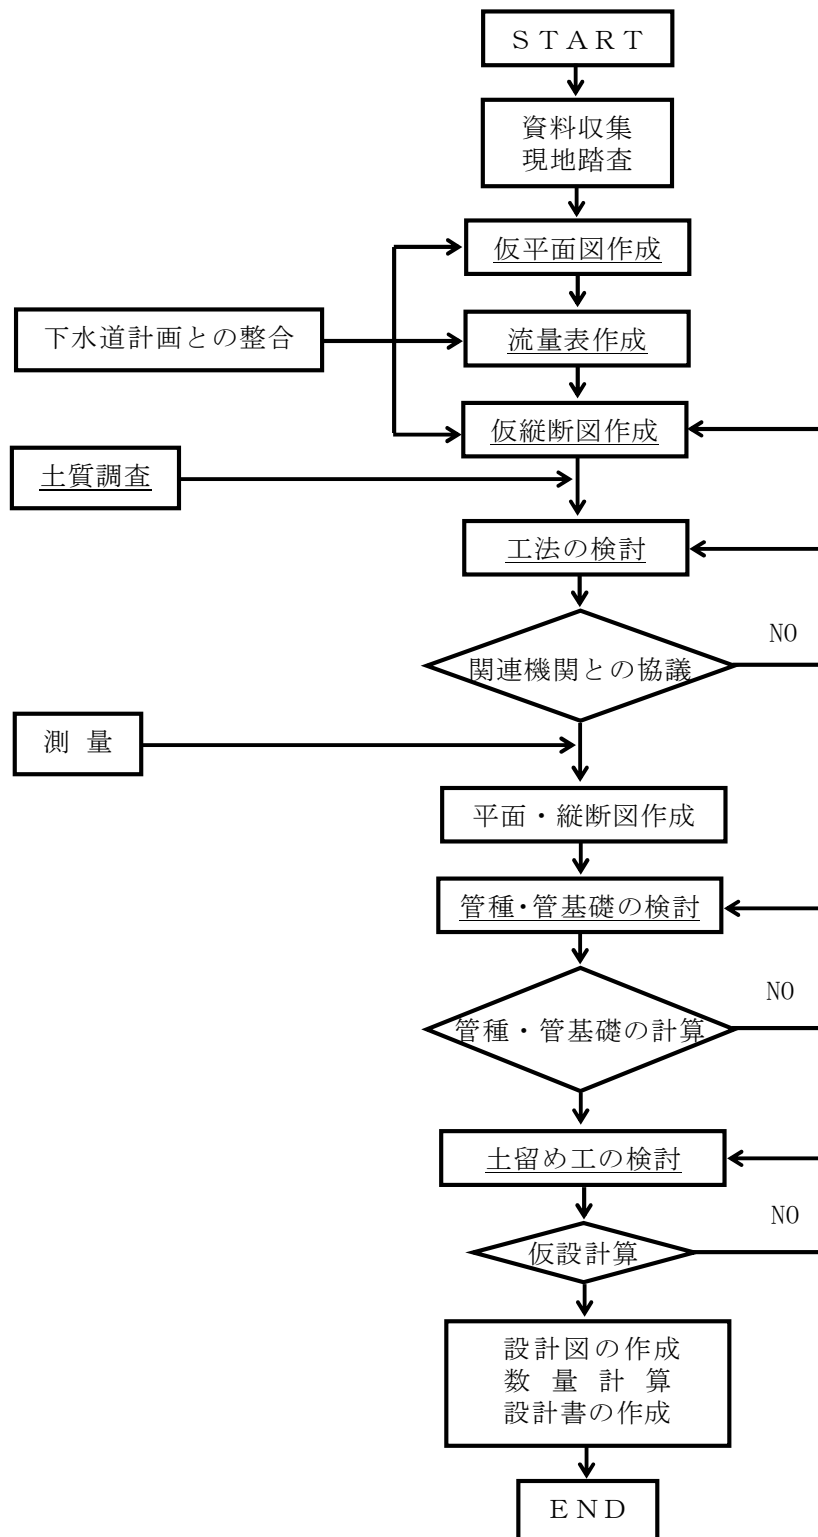 ＳＴＡＲＴ
資料収集
現地踏査
仮平面図作成
下水道計画との整合
流量表作成
仮縦断図作成
土質調査
工法の検討
NO
関連機関との協議
測 量
平面・縦断図作成
管種･管基礎の検討
NO
管種・管基礎の計算
土留め工の検討
NO
仮設計算
設計図の作成
数 量 計 算
設計書の作成
ＥＮＤ